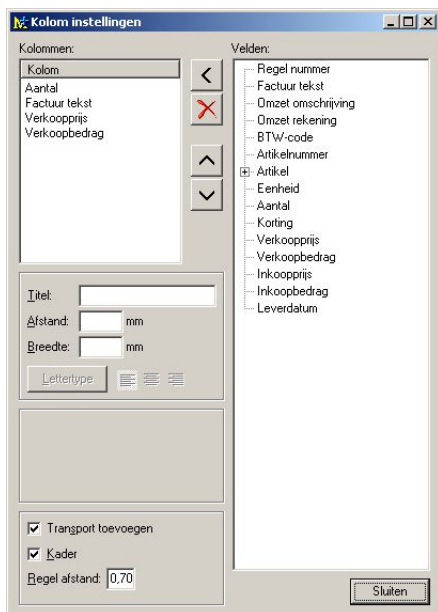 Kolom instellingen
Kolommen:
Kolom
Aantal
Factuur tekst
Verkoopprijs
Verkoopbedrag
Titel:
Afstand: mm
Breedte: mm
Lettertype
Transport toevoegen
Kader
Regel afstand: 0,70
Velden:
Regel nummer
Factuur tekst
Omzet omschrijving
Omzet rekening
BTW-code
Artikelnummer
Artikel
Eenheid
Aantal
Korting
Verkoopprijs
Verkoopbedrag
Inkoopprijs
Inkoopbedrag
Leverdatum
Sluiten